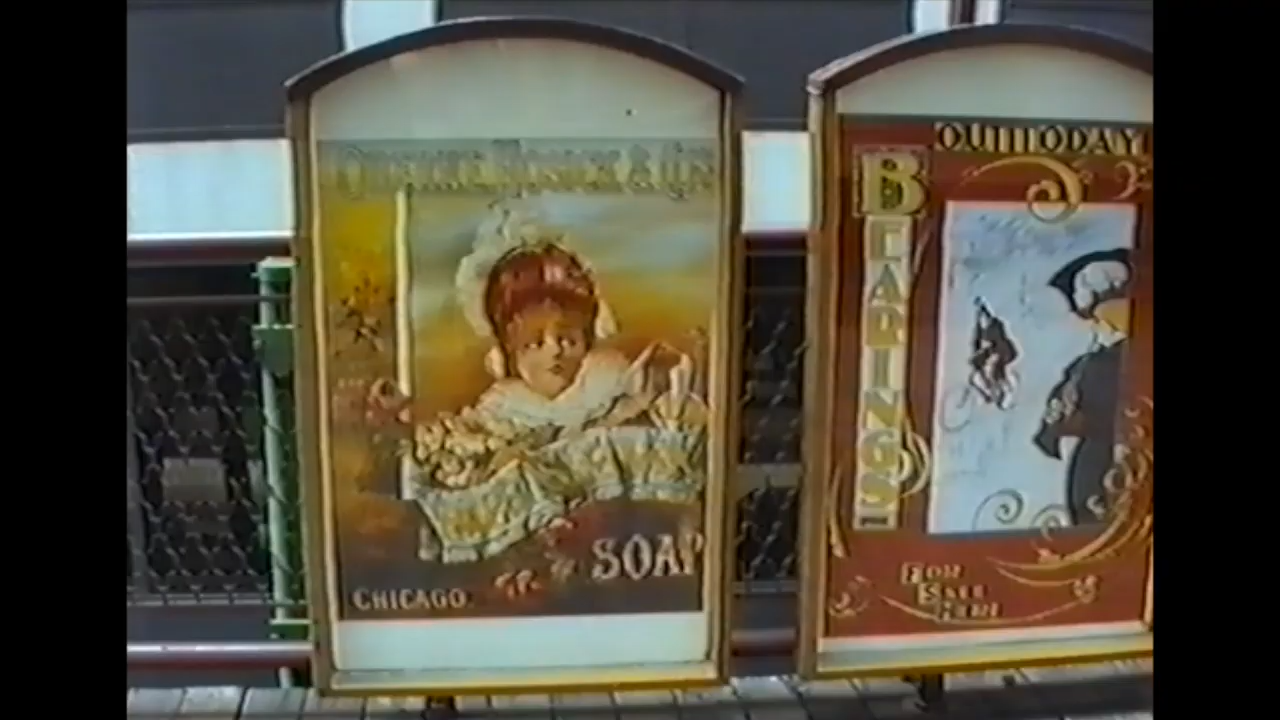 SOAP
CHICAGO.
OUT TODAY
BEARINGS
FOR
SALE
HERE